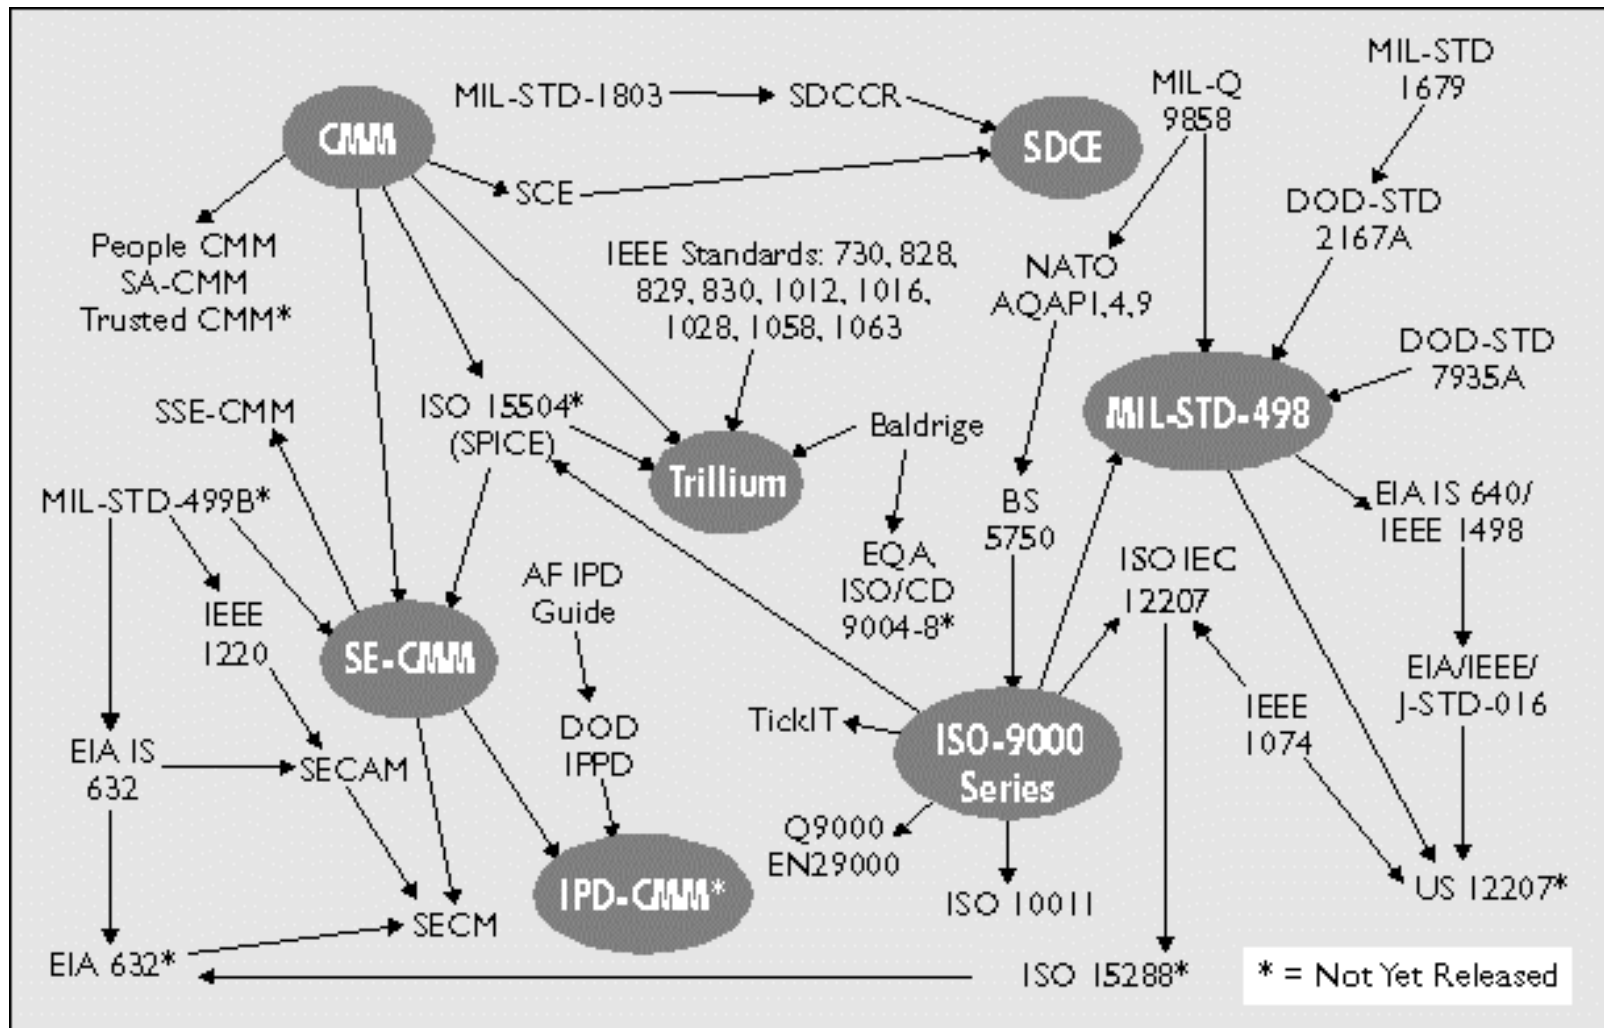 MIL-STD
1679
MIL-STD-1803
SDCCR
MIL-Q
9858
CMM
SDCE
SCE
DOD-STD
2167A
People CMM
SA-CMM
Trusted CMM*
IEEE Standards: 730, 828,
829, 830, 1012, 1016,
1028, 1058, 1063
NATO
AQAP1,4,9
DOD-STD
7935A
SSE-CMM
ISO 15504*
(SPICE)
Baldrige
MIL-STD-498
Trillium
MIL-STD-499B*
BS
5750
EIA IS 640/
IEEE 1498
EQA
ISO/CD
9004-8*
ISO IEC
12207
AF IPD
Guide
IEEE
1220
SE-CMM
EIA/IEEE/
J-STD-016
TickIT
ISO-9000
Series
IEEE
1074
DOD
IPPD
EIA IS
632
SECAM
Q9000
EN29000
IPD-CMM*
ISO 10011
US 12207*
SECM
EIA 632*
ISO 15288*
* = Not Yet Released